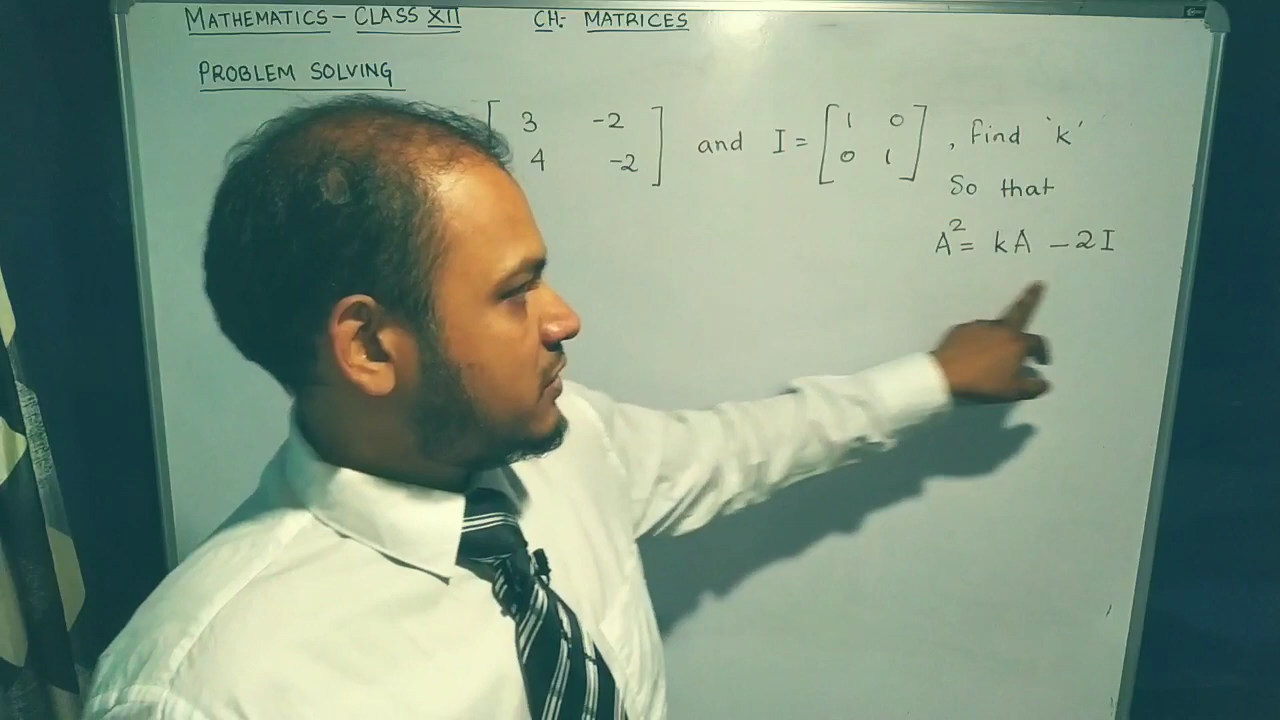 MATHEMATICS – CLASS XII CH: MATRICES
PROBLEM SOLVING
[ 3 -2 ] and I = [ 1 0 ] , find 'k'
[ 4 -2 ] [ 0 1 ]
So that
A² = kA – 2I